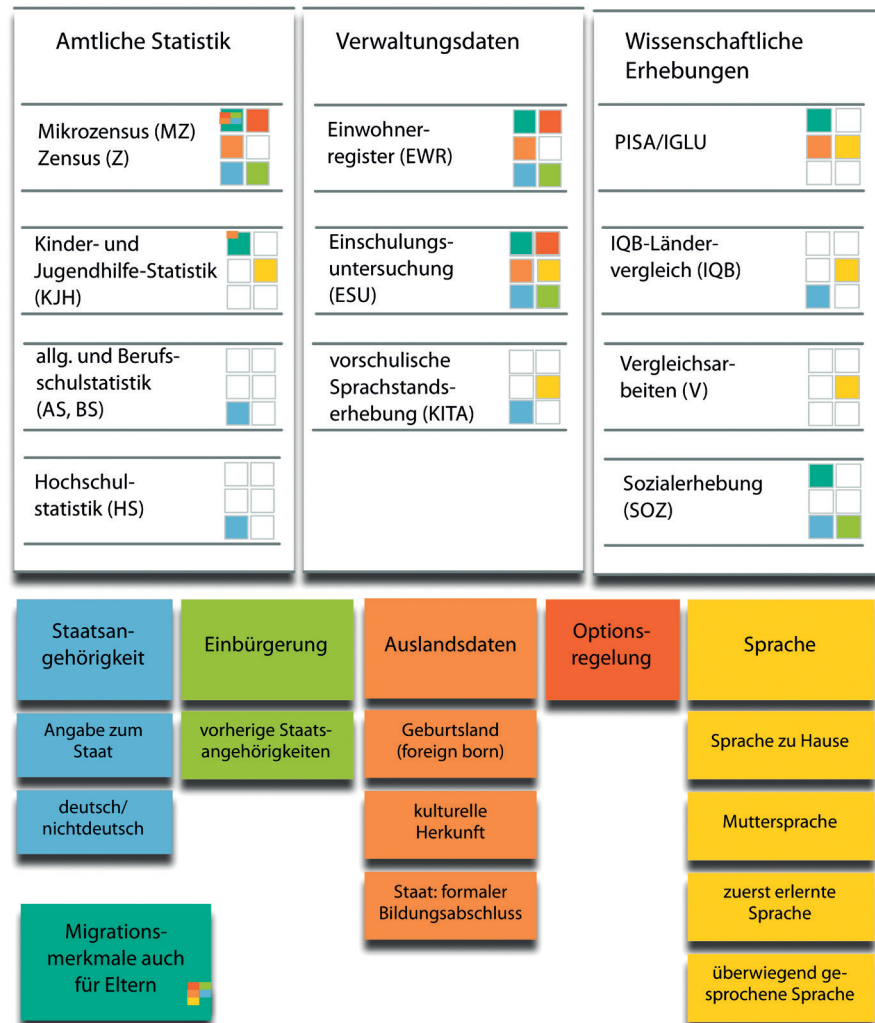 Amtliche Statistik
Mikrozensus (MZ)
Zensus (Z)
Kinder- und
Jugendhilfe-Statistik
(KJH)
allg. und Berufs-
schulstatistik
(AS, BS)
Hochschul-
statistik (HS)
Verwaltungsdaten
Einwohner-
register (EWR)
Einschulungs-
untersuchung
(ESU)
vorschulische
Sprachstands-
erhebung (KITA)
Wissenschaftliche
Erhebungen
PISA/IGLU
IQB-Länder-
vergleich (IQB)
Vergleichsar-
beiten (V)
Sozialerhebung
(SOZ)
Staatsan-
gehörigkeit
Angabe zum
Staat
deutsch/
nichtdeutsch
Einbürgerung
vorherige Staats-
angehörigkeiten
Auslandsdaten
Geburtsland
(foreign born)
kulturelle
Herkunft
Staat: formaler
Bildungsabschluss
Options-
regelung
Sprache
Sprache zu Hause
Muttersprache
zuerst erlernte
Sprache
überwiegend ge-
sprochene Sprache
Migrations-
merkmale auch
für Eltern